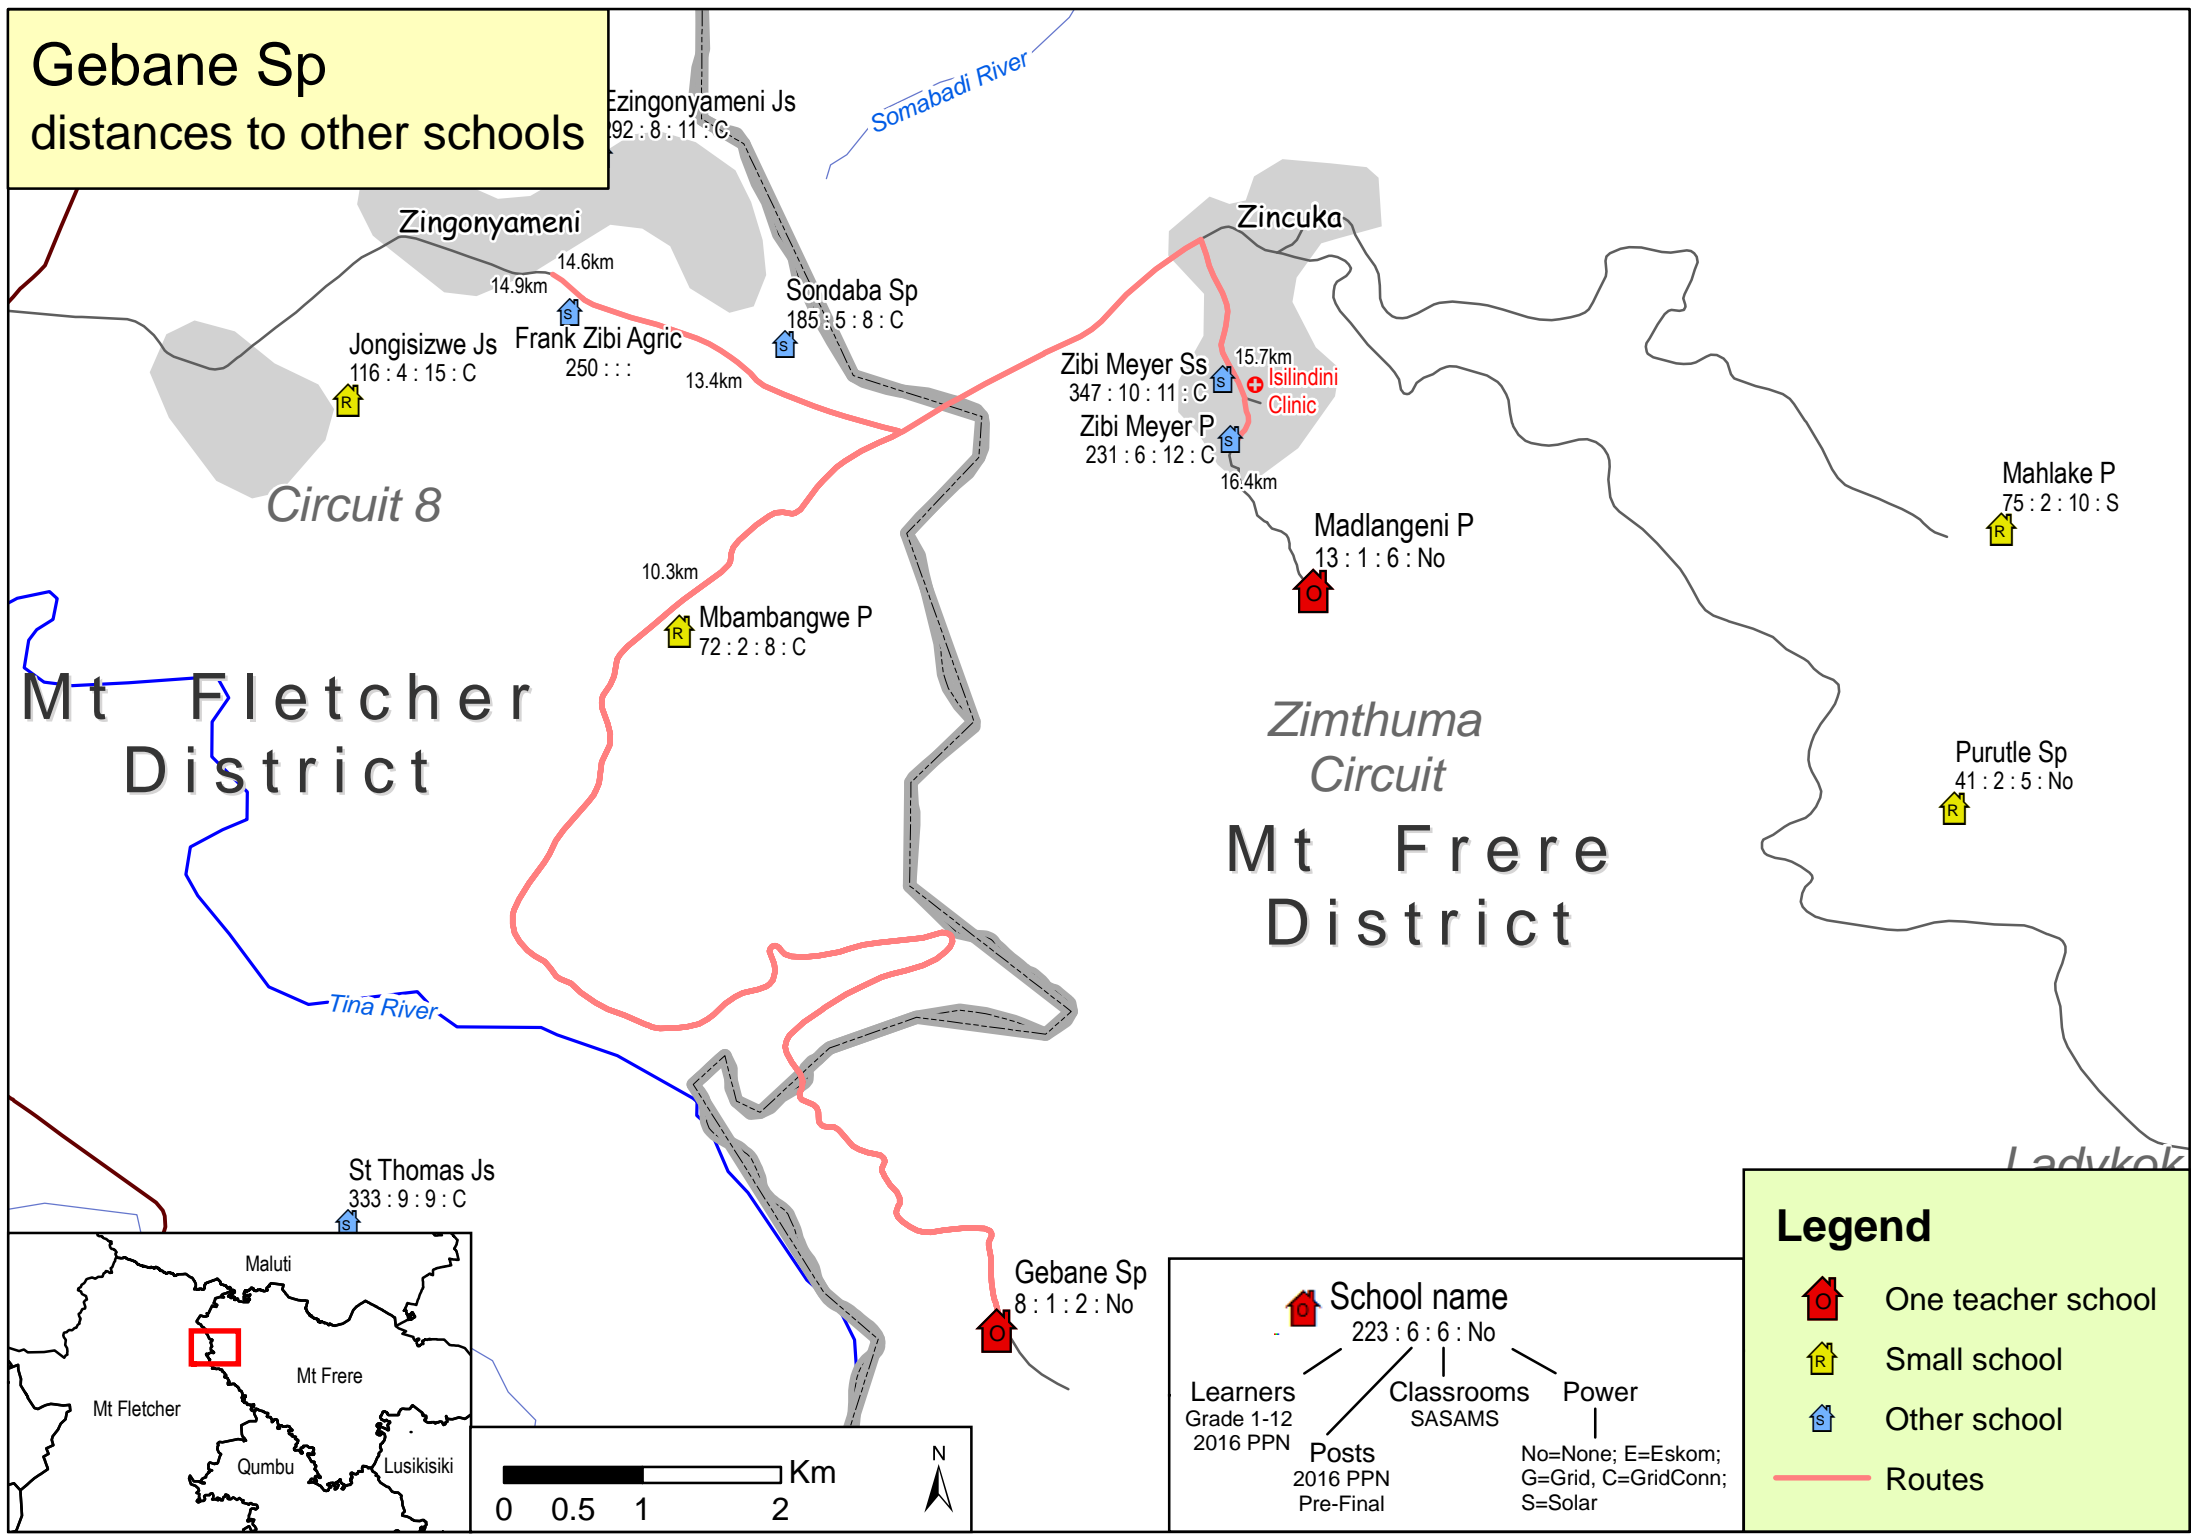 Gebane Sp
distances to other schools
Ezingonyameni Js
292 : 8 : 11 : C
Somabadi River
Zingonyameni
Zincuka
14.6km
14.9km
Sondaba Sp
185 : 5 : 8 : C
Frank Zibi Agric
250 : : :
Jongisizwe Js
116 : 4 : 15 : C
13.4km
Zibi Meyer Ss
347 : 10 : 11 : C
15.7km
Isilindini
Clinic
Zibi Meyer P
231 : 6 : 12 : C
16.4km
Circuit 8
Mahlake P
75 : 2 : 10 : S
Madlangeni P
13 : 1 : 6 : No
10.3km
Mbambangwe P
72 : 2 : 8 : C
Mt Fletcher
District
Zimthuma
Circuit
Purutle Sp
41 : 2 : 5 : No
Mt Frere
District
Tina River
St Thomas Js
333 : 9 : 9 : C
Ladykok
Gebane Sp
8 : 1 : 2 : No
Maluti
Mt Frere
Mt Fletcher
Qumbu
Lusikisiki
Km
0 0.5 1 2
N
School name
223 : 6 : 6 : No
Learners
Grade 1-12
2016 PPN
Posts
2016 PPN
Pre-Final
Classrooms
SASAMS
Power
No=None; E=Eskom;
G=Grid, C=GridConn;
S=Solar
Legend
O One teacher school
R Small school
S Other school
Routes